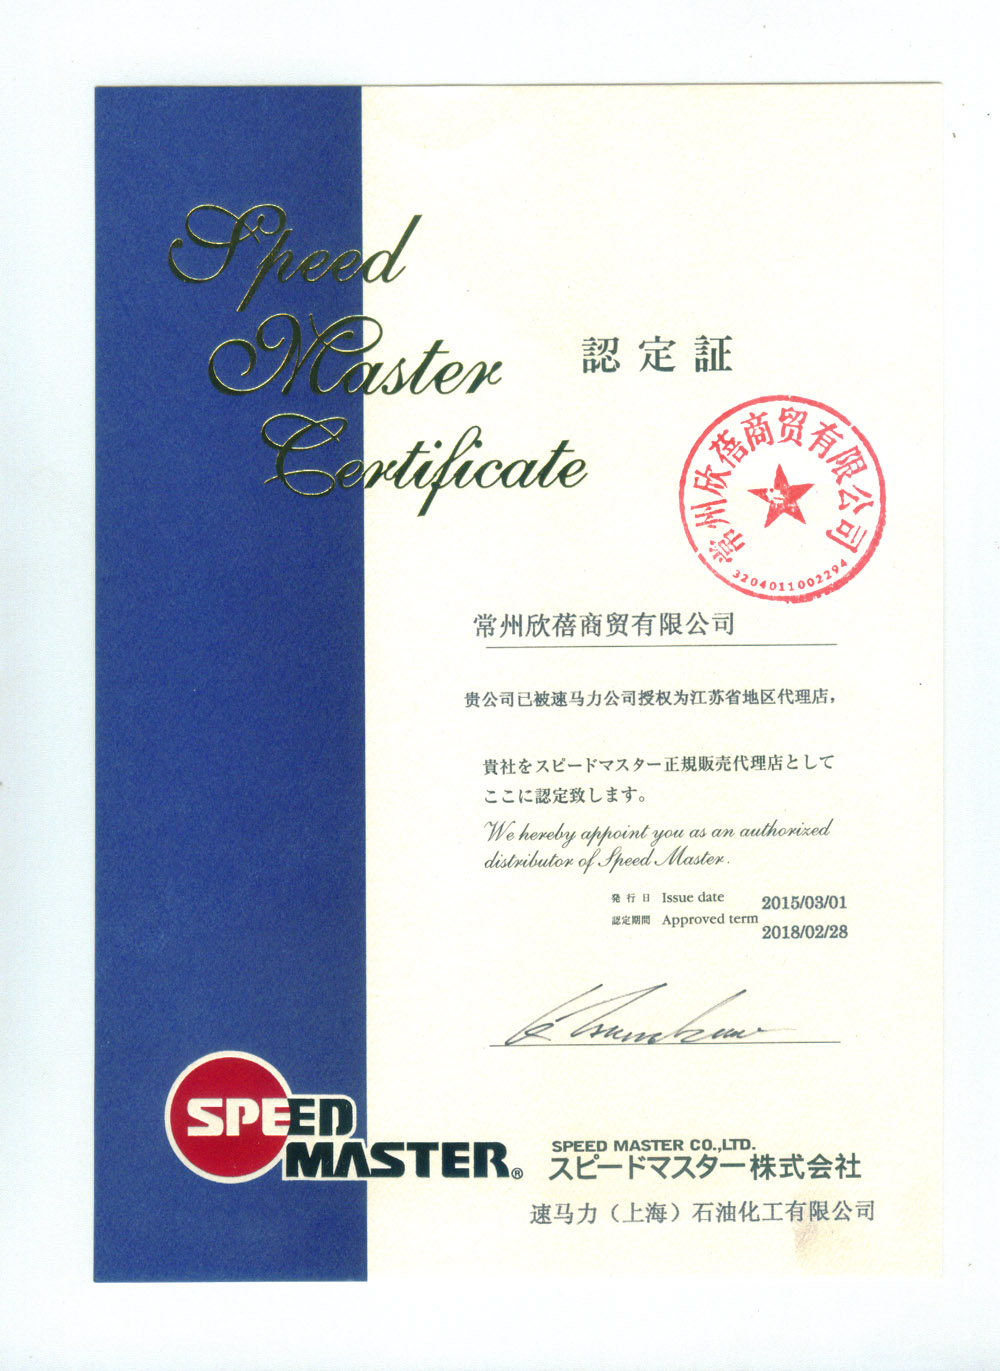 Speed
Master
Certificate
認定証
常州欣蓓商贸有限公司
3204011002294
常州欣蓓商贸有限公司
贵公司已被速马力公司授权为江苏省地区代理店，
貴社をスピードマスター正規販売代理店として
ここに認定致します。
We hereby appoint you as an authorized
distributor of Speed Master.
発行日 Issue date 2015/03/01
認定期間 Approved term
2018/02/28
SPEED
MASTER®
SPEED MASTER CO.,LTD.
スピードマスター株式会社
速马力（上海）石油化工有限公司